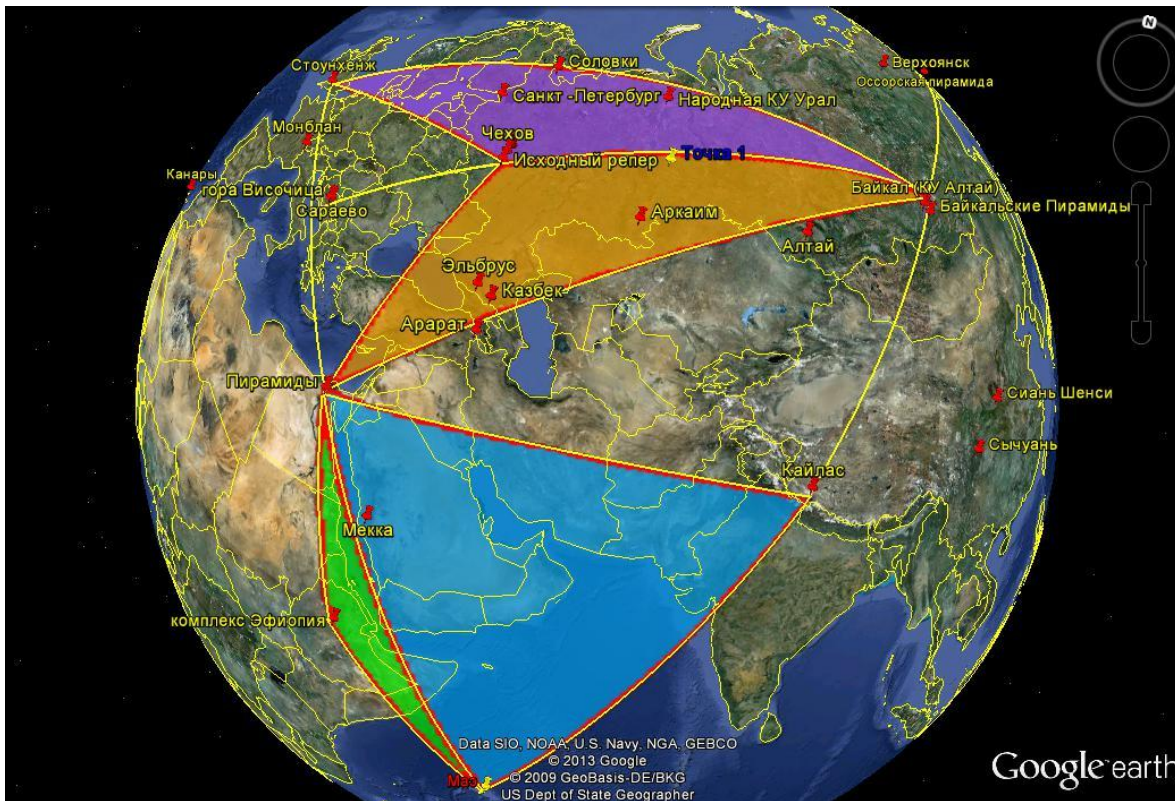 N
Стоунхенж
Соловки
Верхоянск
Оссорская пирамида
Санкт -Петербург
Народная КУ Урал
Монблан
Чехов
Исходный репер
Точка 1
Канары
гора Височица
Сараево
Байкал (КУ Алтай)
Байкальские Пирамиды
Аркаим
Алтай
Эльбрус
Казбек
Арарат
Пирамиды
Сиань Шенси
Сычуань
Кайлас
Мекка
комплекс Эфиопия
Data SIO, NOAA, U.S. Navy, NGA, GEBCO
© 2013 Google
Маэ
© 2009 GeoBasis-DE/BKG
US Dept of State Geographer
Google earth